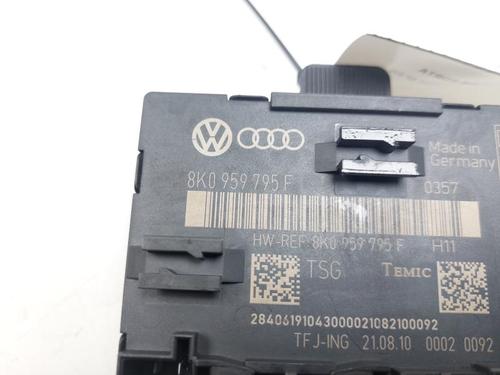 Made in
Germany
8K0 959 795 F
0357
HW-REF: 8K0 959 795 F H11
TSG TEMIC
28406191043000021082100092
TFJ-ING 21.08.10 0002 0092